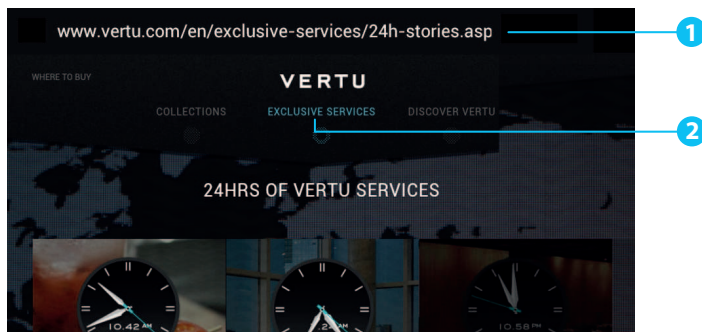 www.vertu.com/en/exclusive-services/24h-stories.asp
1
WHERE TO BUY
VERTU
COLLECTIONS EXCLUSIVE SERVICES DISCOVER VERTU
2
24HRS OF VERTU SERVICES
10.42 AM
10.58 PM